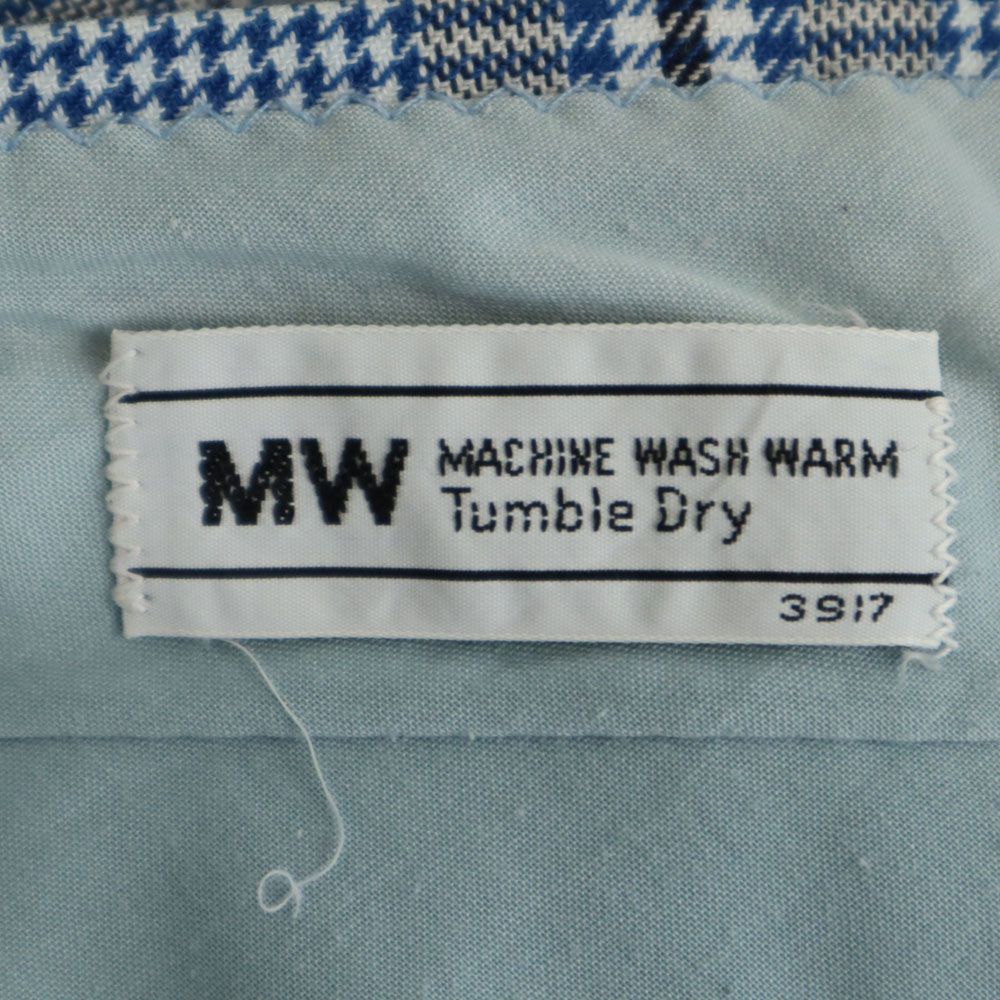 MW MACHINE WASH WARM
Tumble Dry
3917